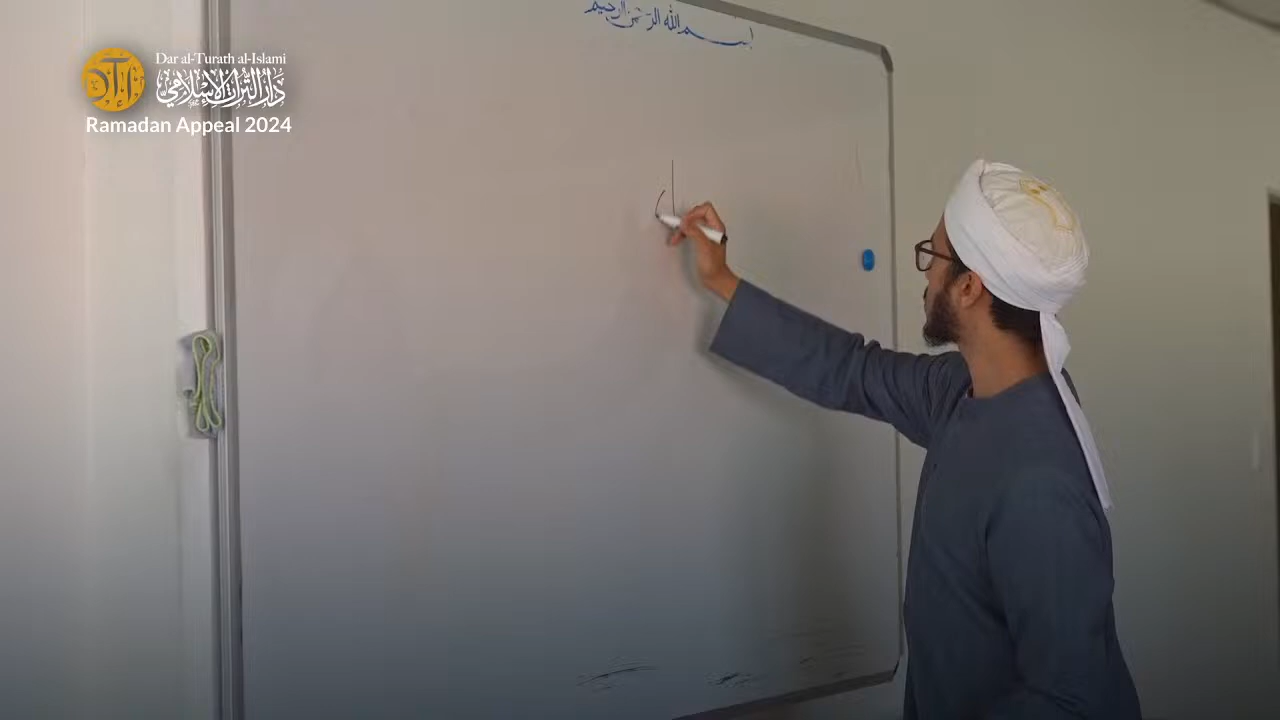 بسم الله الرحمن الرحيم
Dar al-Turath al-Islami
دار التراث الإسلامي
Ramadan Appeal 2024